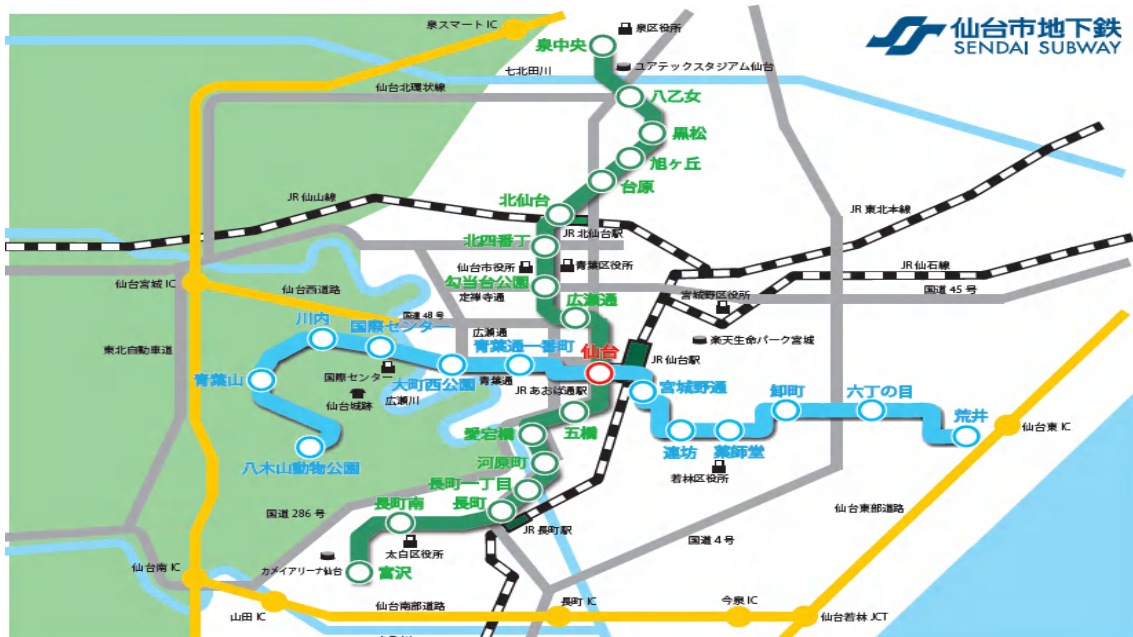 仙台市地下鉄
SENDAI SUBWAY
泉スマート IC
泉区役所
泉中央
ユアテックスタジアム仙台
七北田川
仙台北環状線
八乙女
黒松
旭ヶ丘
台原
JR 仙山線
北仙台
JR 東北本線
JR 北仙台駅
北四番丁
仙台市役所
青葉区役所
JR 仙石線
仙台宮城 IC
勾当台公園
国道 45 号
仙台西道路
定禅寺通
広瀬通
宮城野区役所
川内
国道 48 号
国際センター
広瀬通
楽天生命パーク宮城
東北自動車道
青葉通一番町
仙台
JR 仙台駅
青葉山
国際センター
大町西公園
青葉通
JR あおば通駅
宮城野通
仙台城跡
広瀬川
卸町
六丁の目
荒井
五橋
愛宕橋
仙台東 IC
八木山動物公園
連坊
薬師堂
河原町
若林区役所
長町一丁目
長町南
長町
国道 286 号
仙台東部道路
JR 長町駅
国道 4 号
太白区役所
仙台南 IC
カメイアリーナ仙台
富沢
仙台南部道路
長町 IC
今泉 IC
山田 IC
仙台若林 JCT